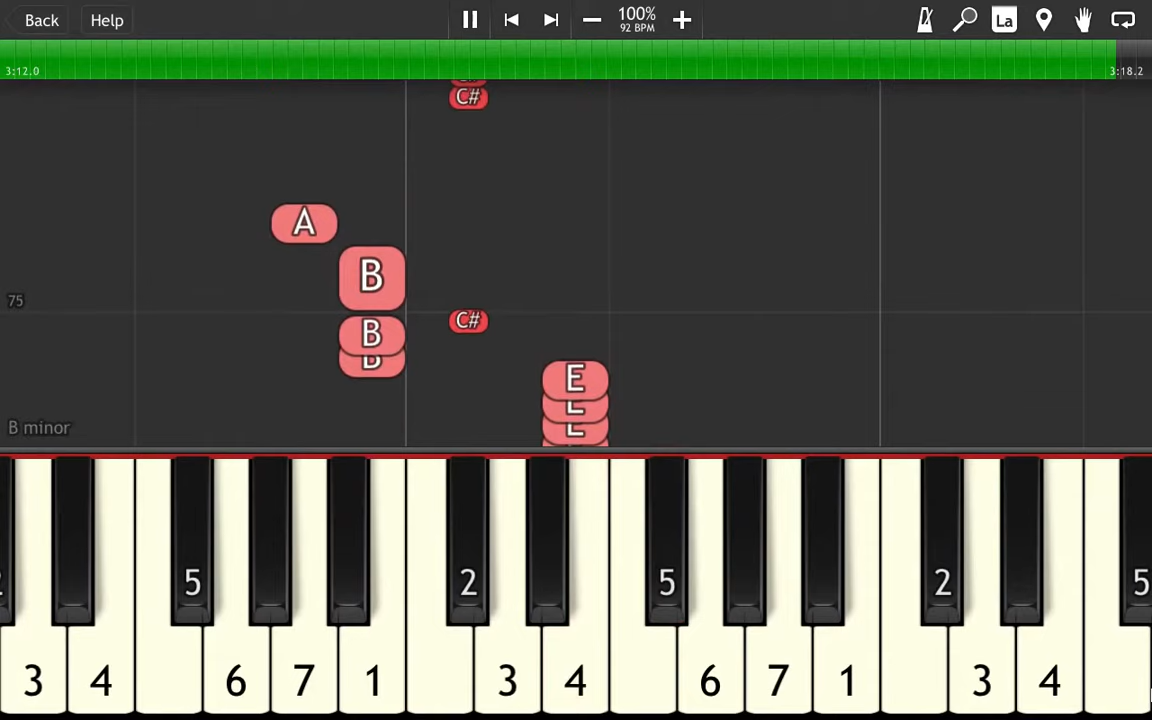 Back Help 100% La
92 BPM
3:12.0 3:18.2
C#
A
B
75
C#
B
B
E
E
E
B minor
5 2 5 2 5
3 4 6 7 1 3 4 6 7 1 3 4